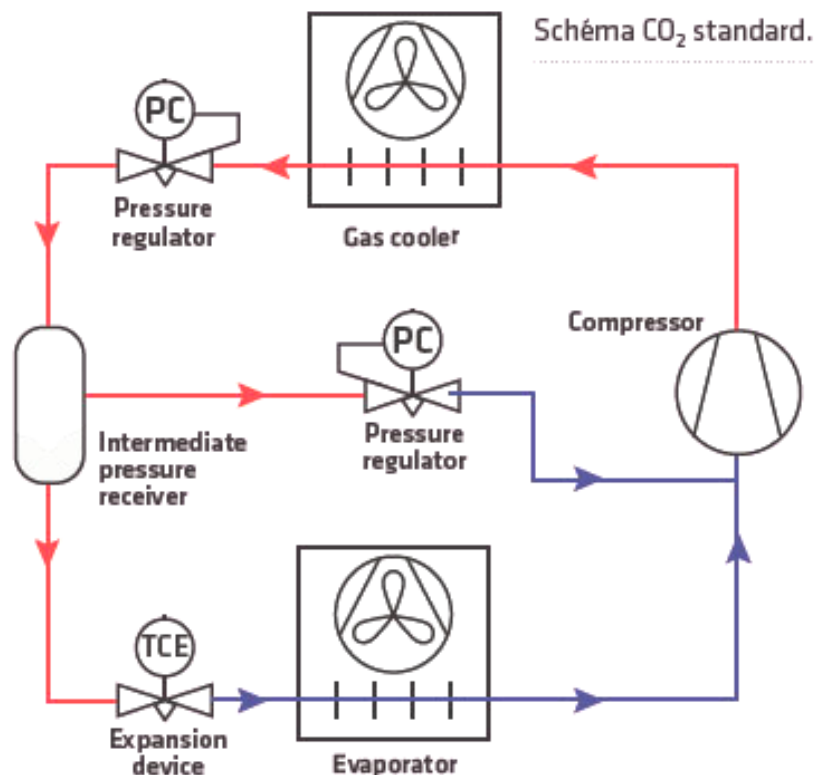 Schéma CO₂ standard.
PC
Pressure
regulator
Gas cooler
PC
Compressor
Pressure
regulator
Intermediate
pressure
receiver
TCE
Expansion
device
Evaporator